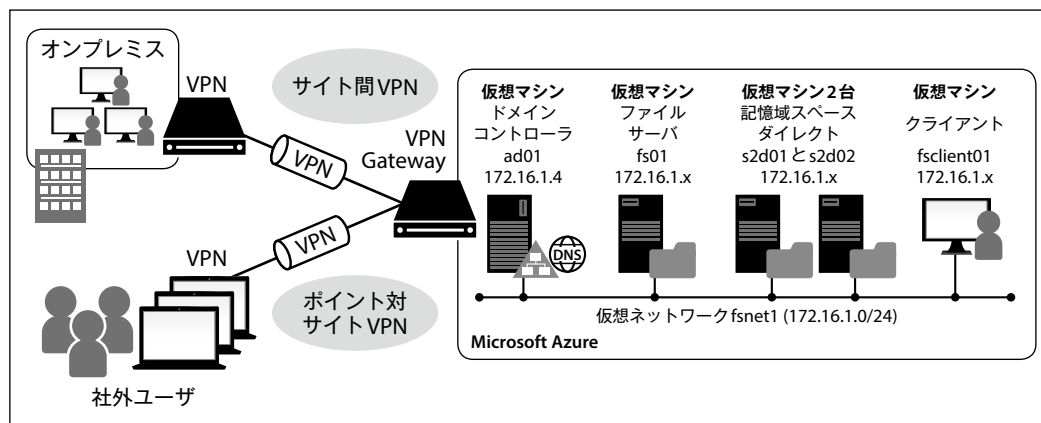 オンプレミス
VPN
サイト間VPN
VPN
VPN
Gateway
VPN
VPN
ポイント対
サイトVPN
社外ユーザ
仮想マシン
ドメイン
コントローラ
ad01
172.16.1.4
DNS
仮想マシン
ファイル
サーバ
fs01
172.16.1.x
仮想マシン2台
記憶域スペース
ダイレクト
s2d01とs2d02
172.16.1.x
仮想マシン
クライアント
fsclient01
172.16.1.x
仮想ネットワークfsnet1 (172.16.1.0/24)
Microsoft Azure